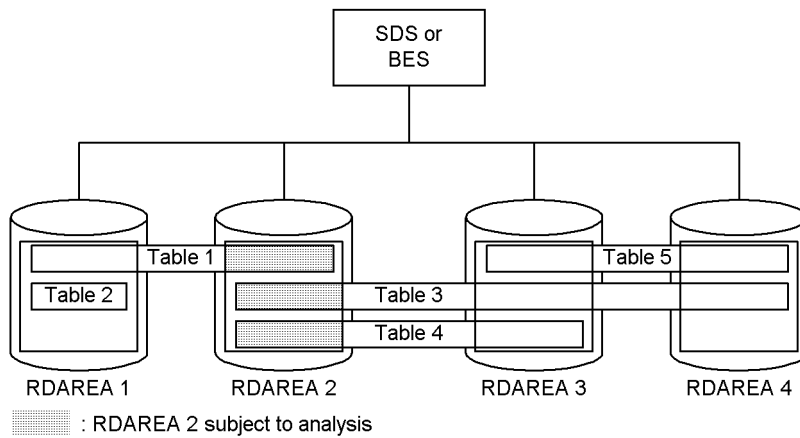 SDS or
BES
Table 1
Table 5
Table 2
Table 3
Table 4
RDAREA 1
RDAREA 2
RDAREA 3
RDAREA 4
: RDAREA 2 subject to analysis